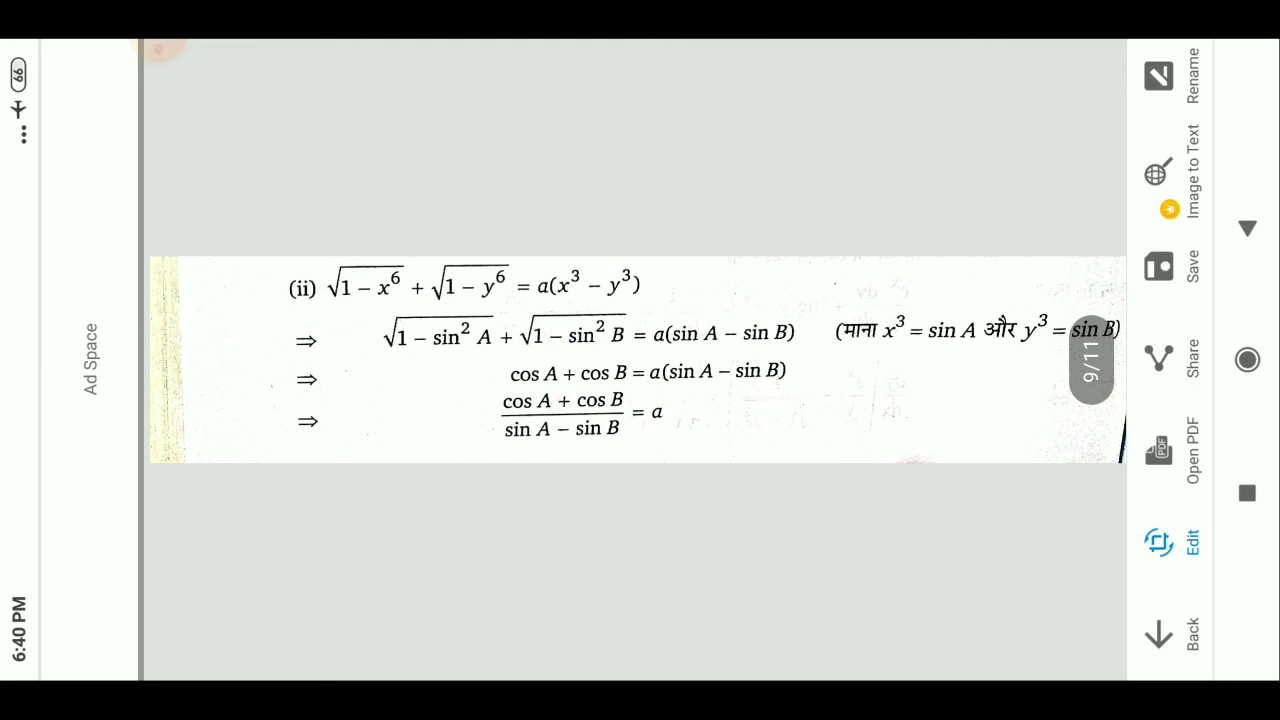 66
6:40 PM
Ad Space
(ii) √(1 − x⁶) + √(1 − y⁶) = a(x³ − y³)
⇒ √(1 − sin² A) + √(1 − sin² B) = a(sin A − sin B) (माना x³ = sin A और y³ = sin B)
⇒ cos A + cos B = a(sin A − sin B)
⇒ (cos A + cos B)/(sin A − sin B) = a
9/11
Rename
Image to Text
Save
Share
PDF
Open PDF
Edit
Back